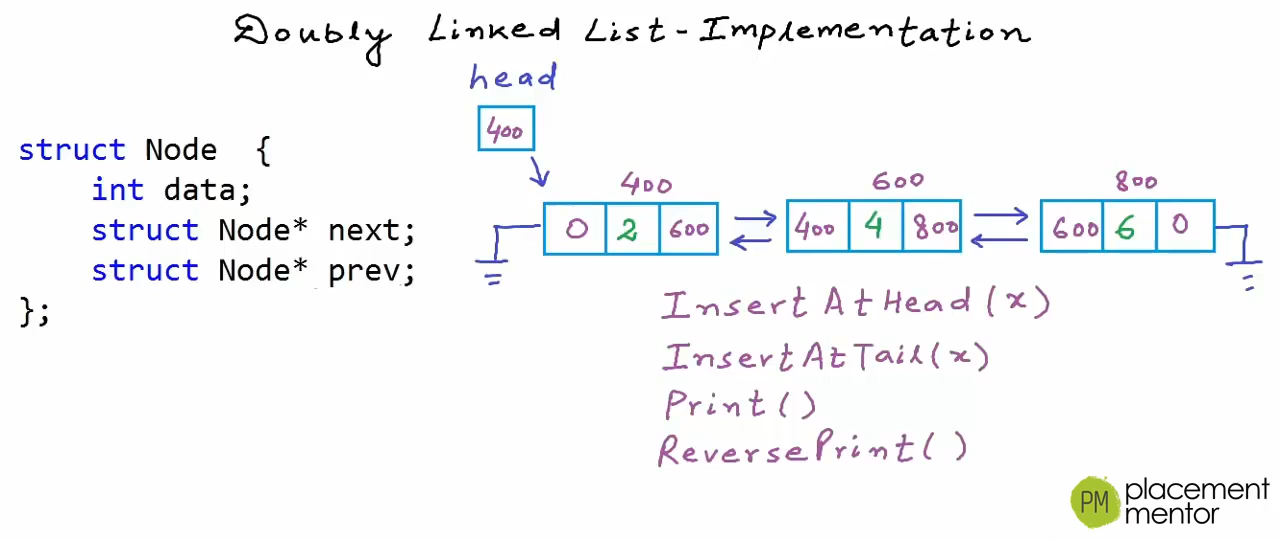 Doubly Linked List - Implementation
head
400
struct Node {
int data;
struct Node* next;
struct Node* prev;
};
400 600 800
0 2 600 400 4 800 600 6 0
InsertAtHead(x)
InsertAtTail(x)
Print()
ReversePrint()
PM placement
mentor